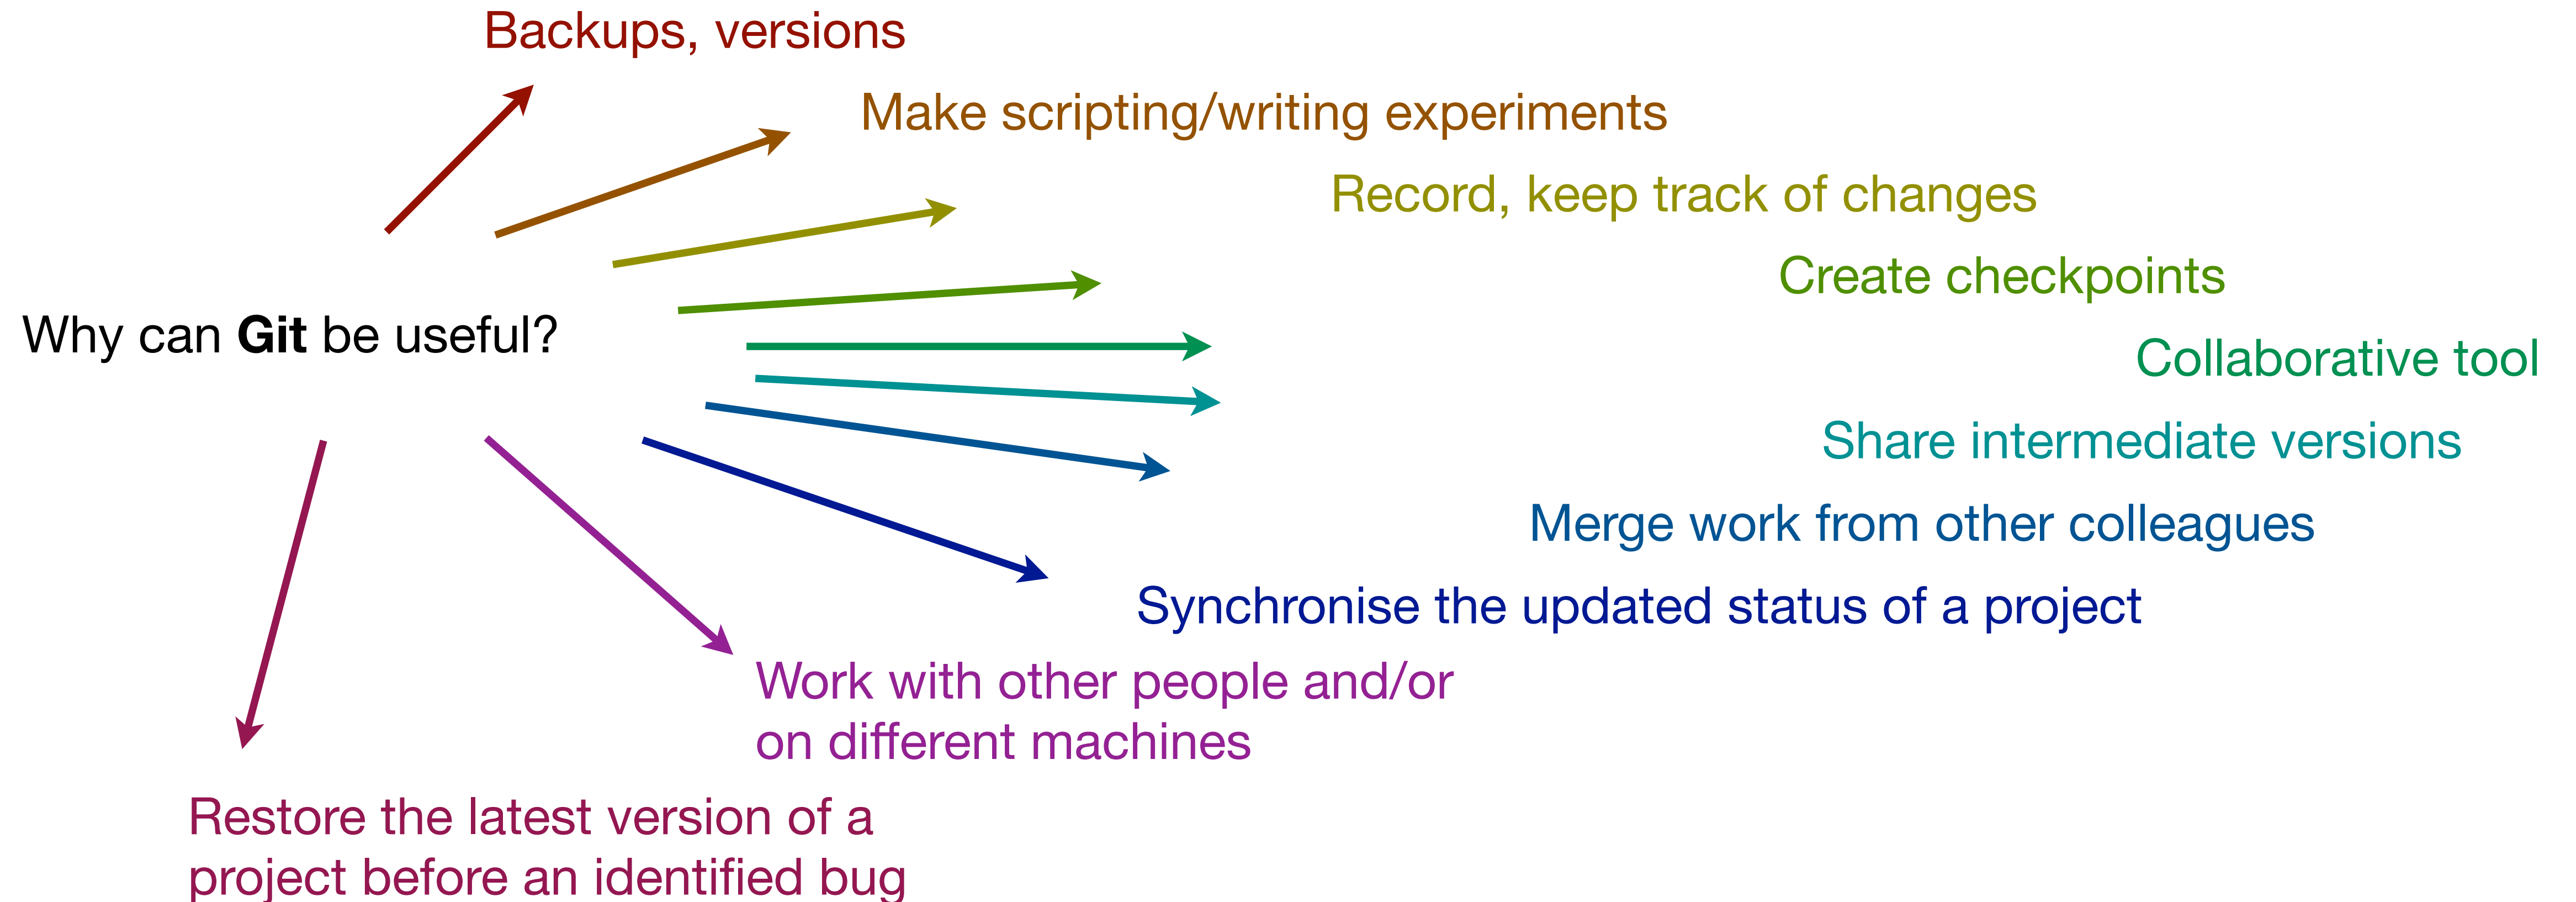 Backups, versions
Make scripting/writing experiments
Record, keep track of changes
Create checkpoints
Why can Git be useful?
Collaborative tool
Share intermediate versions
Merge work from other colleagues
Synchronise the updated status of a project
Work with other people and/or
on different machines
Restore the latest version of a
project before an identified bug